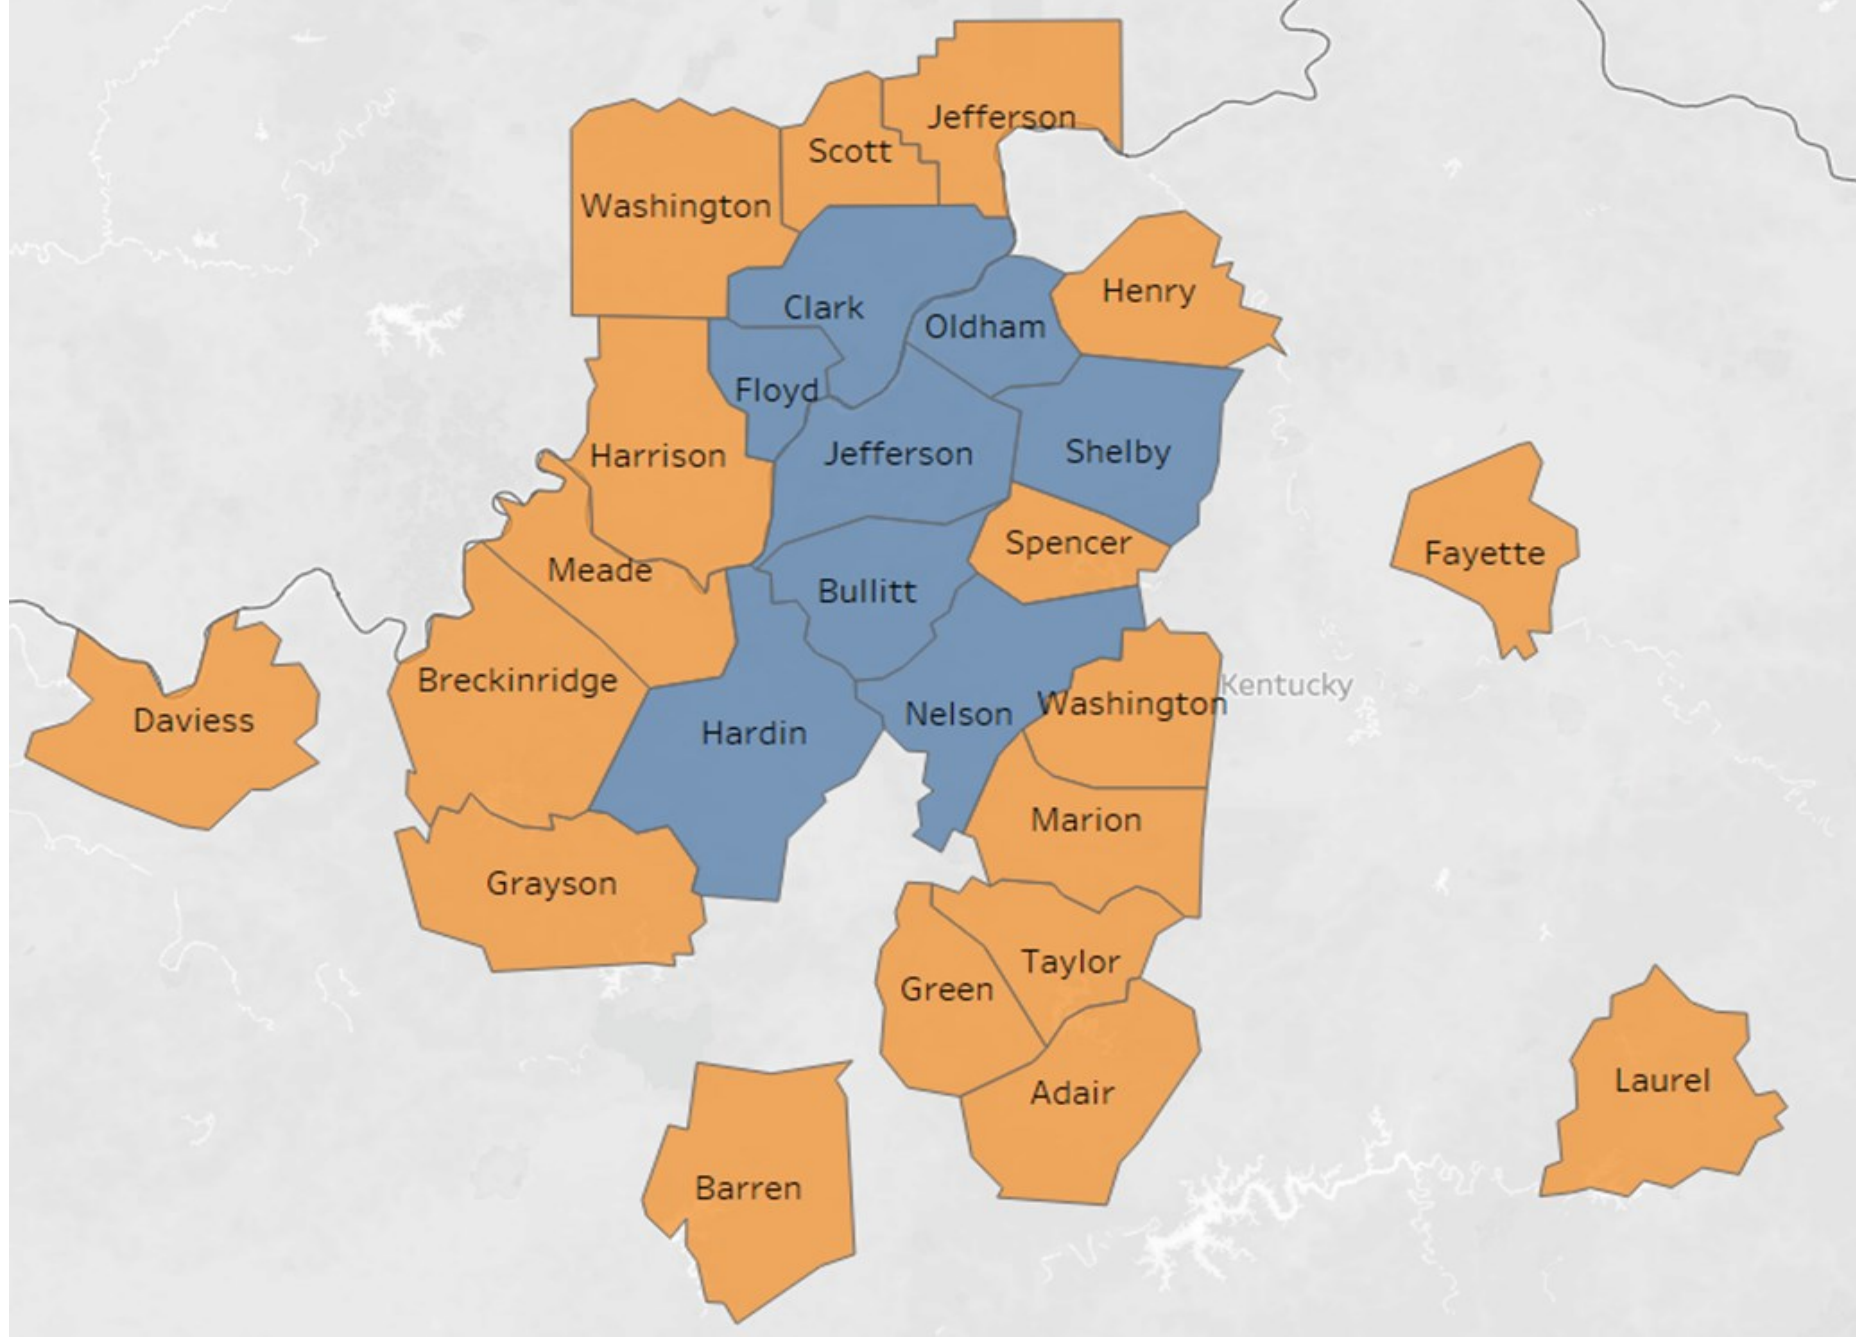 Jefferson
Scott
Washington
Henry
Clark
Oldham
Floyd
Jefferson
Shelby
Harrison
Spencer
Fayette
Meade
Bullitt
Breckinridge
Kentucky
Washington
Nelson
Daviess
Hardin
Marion
Grayson
Taylor
Green
Laurel
Adair
Barren